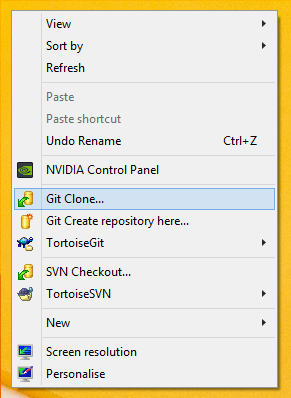 View
Sort by
Refresh
Paste
Paste shortcut
Undo Rename Ctrl+Z
NVIDIA Control Panel
Git Clone...
Git Create repository here...
TortoiseGit
SVN Checkout...
TortoiseSVN
New
Screen resolution
Personalise